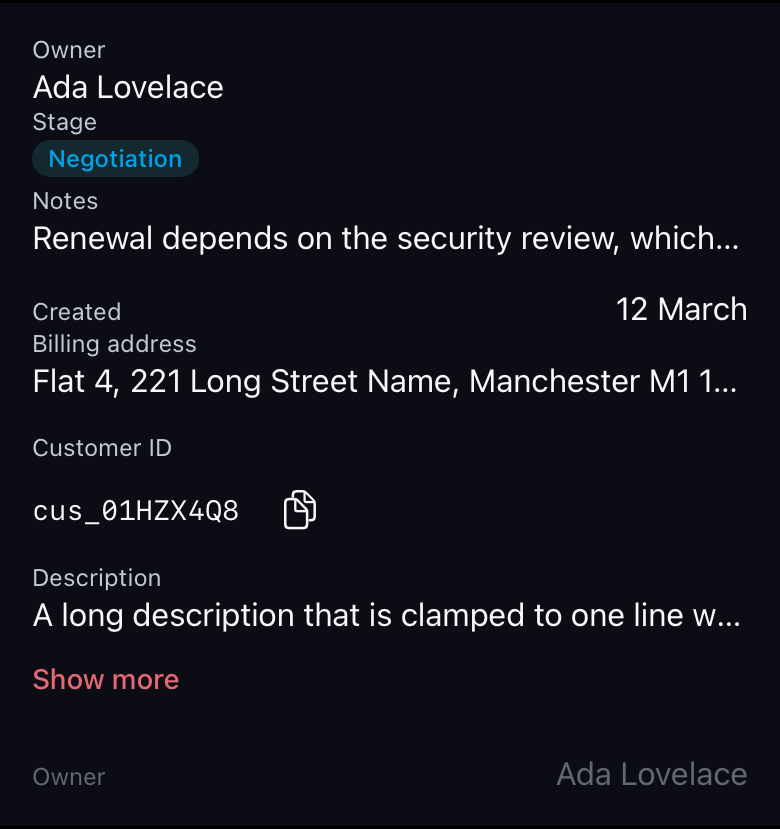 Owner
Ada Lovelace
Stage
Negotiation
Notes
Renewal depends on the security review, which...
Created 12 March
Billing address
Flat 4, 221 Long Street Name, Manchester M1 1...
Customer ID
cus_01HZX4Q8
Description
A long description that is clamped to one line w...
Show more
Owner Ada Lovelace